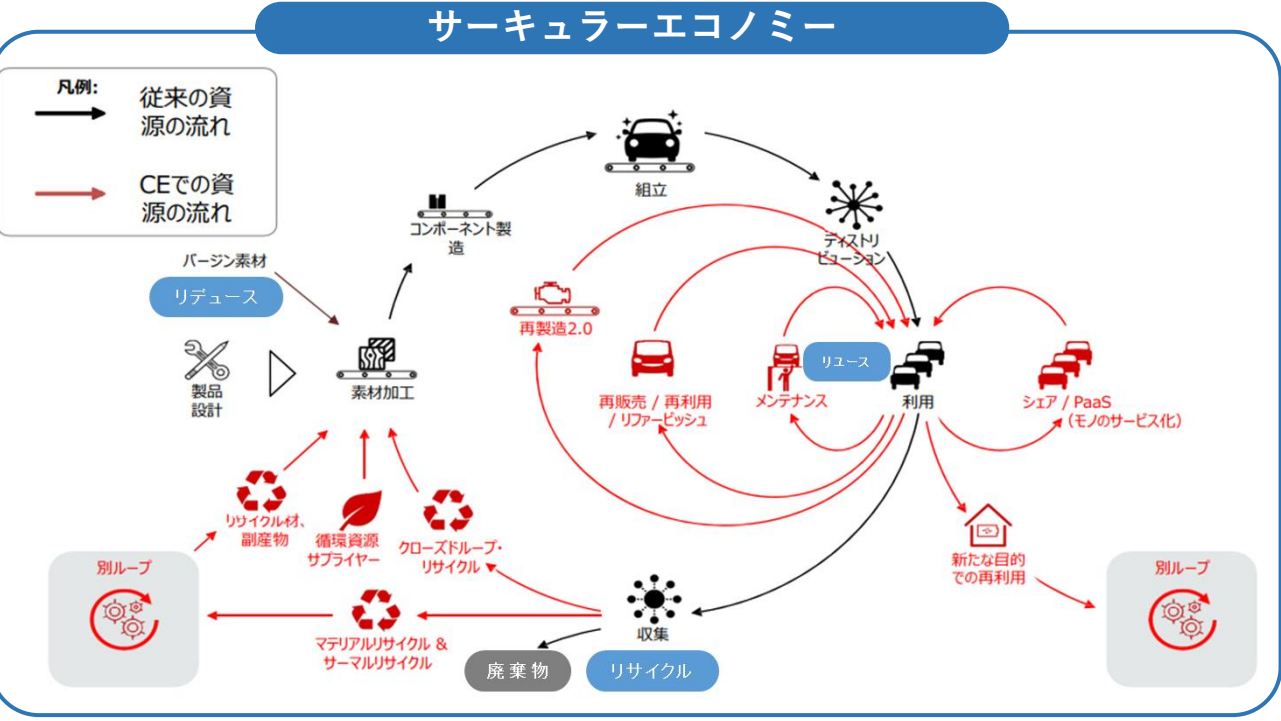 サーキュラーエコノミー
凡例:
従来の資
源の流れ
CEでの資
源の流れ
組立
コンポーネント製
造
ディストリ
ビューション
バージン素材
リデュース
製品
設計
素材加工
再製造2.0
再販売 / 再利用
/ リファービッシュ
メンテナンス
リユース
利用
シェア / PaaS
(モノのサービス化)
リサイクル材、
副産物
循環資源
サプライヤー
クローズドループ・
リサイクル
新たな目的
での再利用
別ループ
別ループ
マテリアルリサイクル &
サーマルリサイクル
収集
廃棄物
リサイクル